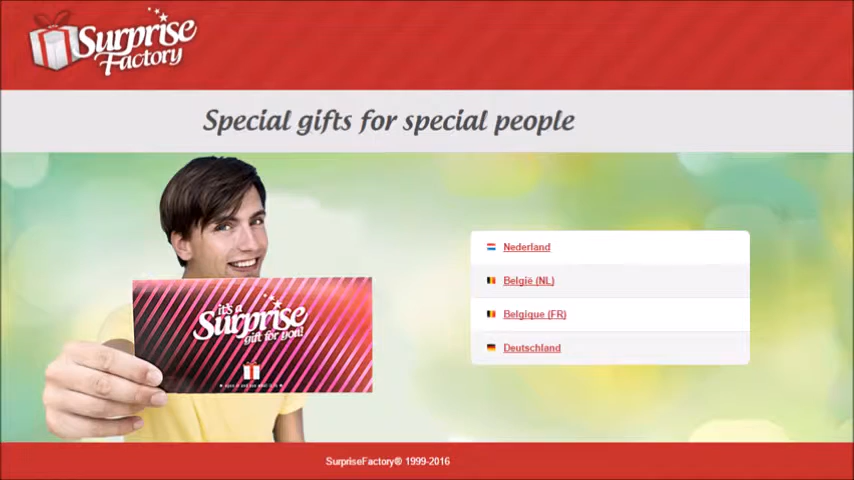 Surprise
Factory
Special gifts for special people
Nederland
België (NL)
Belgique (FR)
Deutschland
it's a
Surprise
gift for you!
SurpriseFactory® 1999-2016